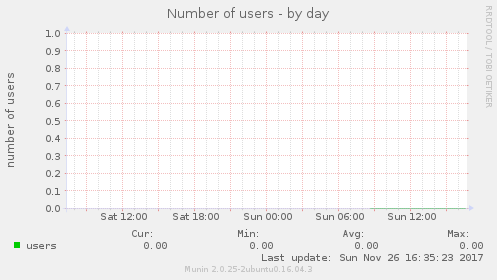 Number of users - by day
RRDTOOL / TOBI OETIKER
number of users
1.0
0.9
0.8
0.7
0.6
0.5
0.4
0.3
0.2
0.1
0.0
Sat 12:00 Sat 18:00 Sun 00:00 Sun 06:00 Sun 12:00
Cur: Min: Avg: Max:
users 0.00 0.00 0.00 0.00
Last update: Sun Nov 26 16:35:23 2017
Munin 2.0.25-2ubuntu0.16.04.3